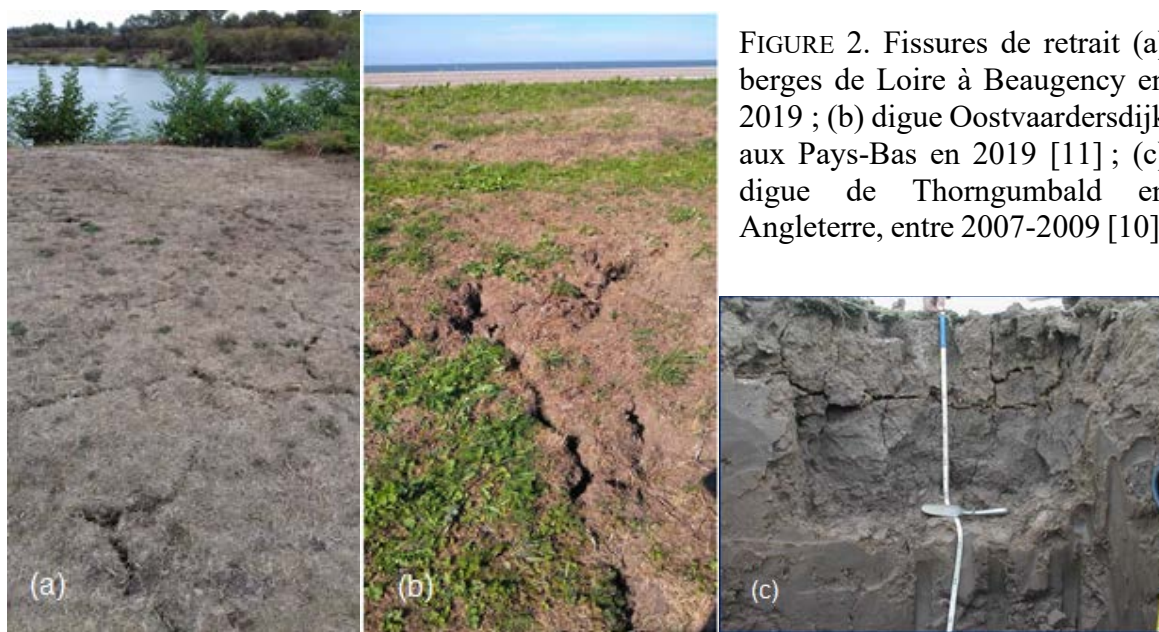 FIGURE 2. Fissures de retrait (a)
berges de Loire à Beaugency en
2019 ; (b) digue Oostvaardersdijk
aux Pays-Bas en 2019 [11] ; (c)
digue de Thorngumbald en
Angleterre, entre 2007-2009 [10]
(a)
(b)
(c)